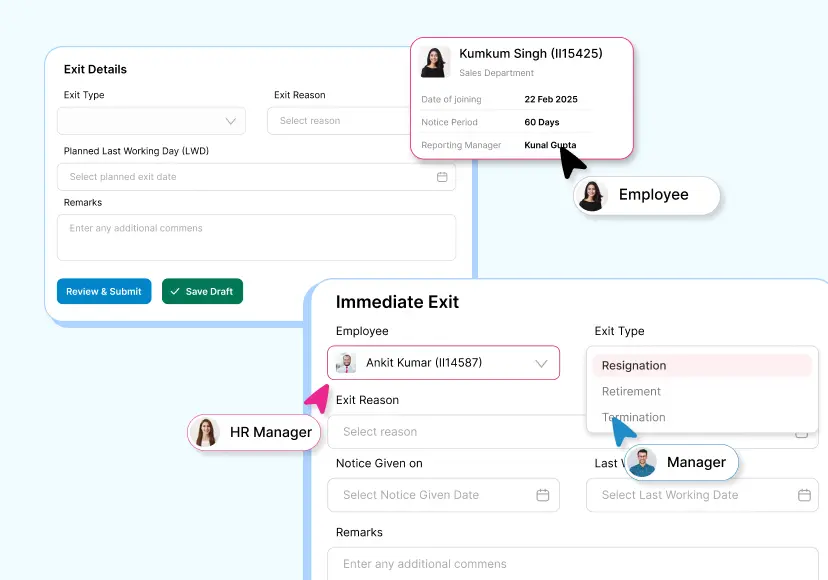 Exit Details
Exit Type
Exit Reason
Select reason
Planned Last Working Day (LWD)
Select planned exit date
Remarks
Enter any additional commens
Review & Submit
Save Draft
Kumkum Singh (II15425)
Sales Department
Date of joining
22 Feb 2025
Notice Period
60 Days
Reporting Manager
Kunal Gupta
Employee
Immediate Exit
Employee
Ankit Kumar (II14587)
Exit Type
Resignation
Retirement
Termination
HR Manager
Manager
Exit Reason
Select reason
Notice Given on
Select Notice Given Date
Last
Select Last Working Date
Remarks
Enter any additional commens